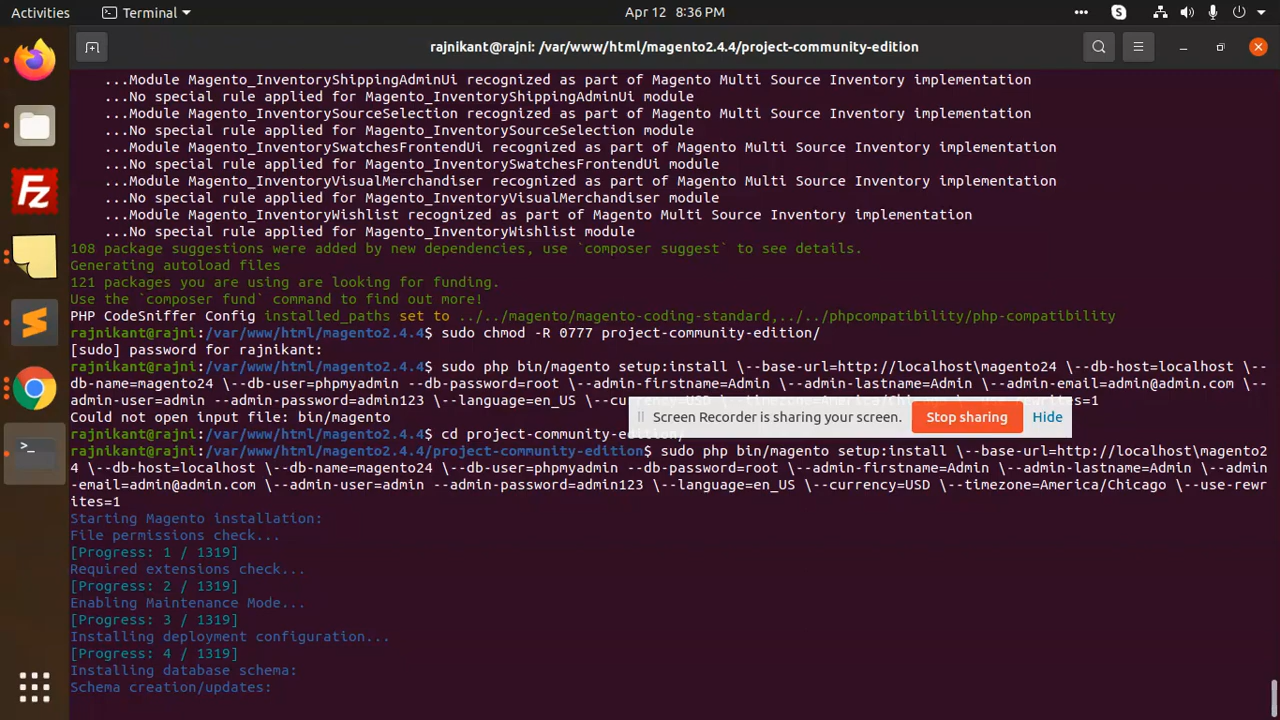 Activities
Terminal
Apr 12 8:36 PM
rajnikant@rajni: /var/www/html/magento2.4.4/project-community-edition
...Module Magento_InventoryShippingAdminUi recognized as part of Magento Multi Source Inventory implementation
...No special rule applied for Magento_InventoryShippingAdminUi module
...Module Magento_InventorySourceSelection recognized as part of Magento Multi Source Inventory implementation
...No special rule applied for Magento_InventorySourceSelection module
...Module Magento_InventorySwatchesFrontendUi recognized as part of Magento Multi Source Inventory implementation
...No special rule applied for Magento_InventorySwatchesFrontendUi module
...Module Magento_InventoryVisualMerchandiser recognized as part of Magento Multi Source Inventory implementation
...No special rule applied for Magento_InventoryVisualMerchandiser module
...Module Magento_InventoryWishlist recognized as part of Magento Multi Source Inventory implementation
...No special rule applied for Magento_InventoryWishlist module
108 package suggestions were added by new dependencies, use `composer suggest` to see details.
Generating autoload files
121 packages you are using are looking for funding.
Use the `composer fund` command to find out more!
PHP CodeSniffer Config installed_paths set to ../../magento/magento-coding-standard,../../phpcompatibility/php-compatibility
rajnikant@rajni:/var/www/html/magento2.4.4$ sudo chmod -R 0777 project-community-edition/
[sudo] password for rajnikant:
rajnikant@rajni:/var/www/html/magento2.4.4$ sudo php bin/magento setup:install \--base-url=http://localhost\magento24 \--db-host=localhost \--
db-name=magento24 \--db-user=phpmyadmin --db-password=root \--admin-firstname=Admin \--admin-lastname=Admin \--admin-email=admin@admin.com \--
admin-user=admin --admin-password=admin123 \--language=en_US \--currency=USD \--timezone=America/Chicago \--use-rewrites=1
Could not open input file: bin/magento
Screen Recorder is sharing your screen.
Stop sharing
Hide
rajnikant@rajni:/var/www/html/magento2.4.4$ cd project-community-edition/
rajnikant@rajni:/var/www/html/magento2.4.4/project-community-edition$ sudo php bin/magento setup:install \--base-url=http://localhost\magento2
4 \--db-host=localhost \--db-name=magento24 \--db-user=phpmyadmin --db-password=root \--admin-firstname=Admin \--admin-lastname=Admin \--admin
-email=admin@admin.com \--admin-user=admin --admin-password=admin123 \--language=en_US \--currency=USD \--timezone=America/Chicago \--use-rewr
ites=1
Starting Magento installation:
File permissions check...
[Progress: 1 / 1319]
Required extensions check...
[Progress: 2 / 1319]
Enabling Maintenance Mode...
[Progress: 3 / 1319]
Installing deployment configuration...
[Progress: 4 / 1319]
Installing database schema:
Schema creation/updates: